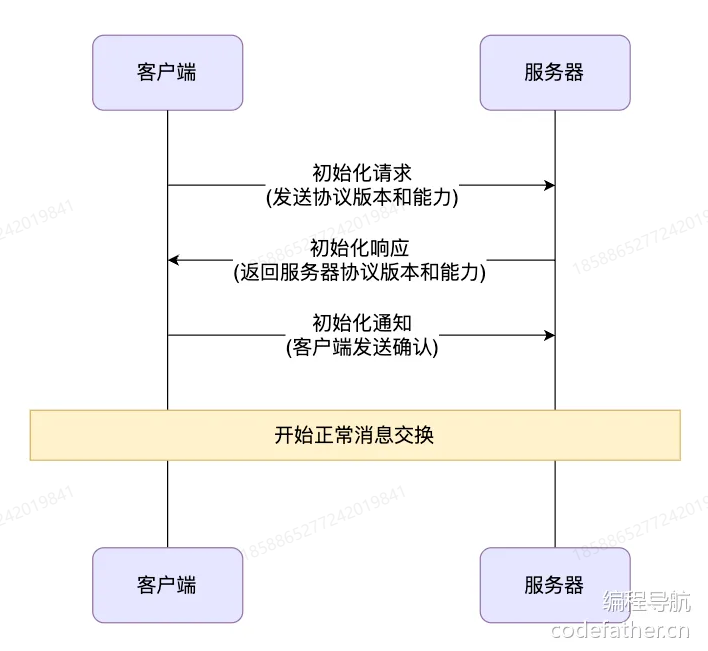 客户端
服务器
初始化请求
(发送协议版本和能力)
初始化响应
(返回服务器协议版本和能力)
初始化通知
(客户端发送确认)
开始正常消息交换
客户端
服务器
编程导航
codefather.cn
1858865277242019841
1858865277242019841